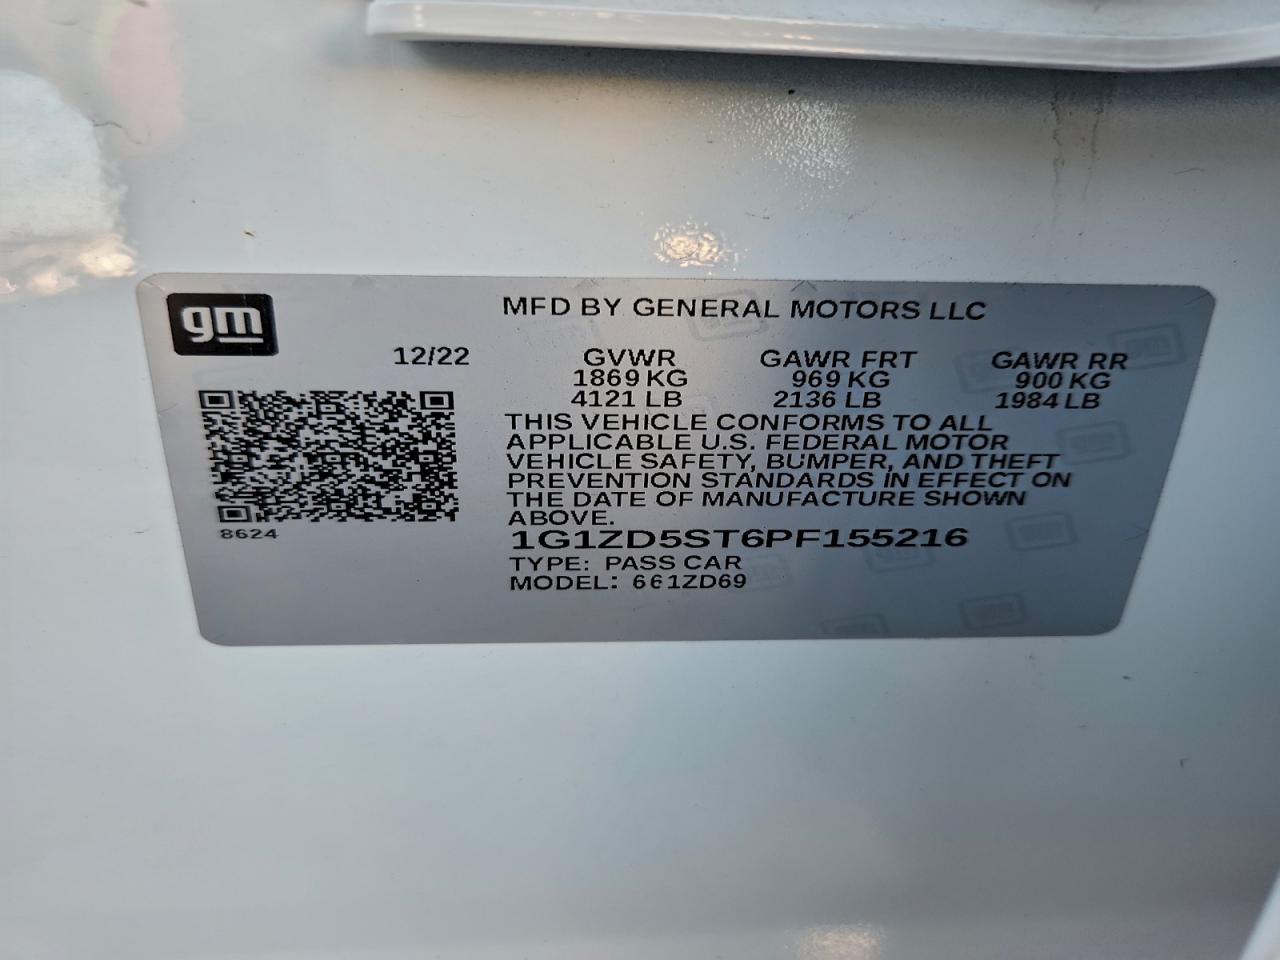 gm
MFD BY GENERAL MOTORS LLC
12/22
GVWR GAWR FRT GAWR RR
1869 KG 969 KG 900 KG
4121 LB 2136 LB 1984 LB
THIS VEHICLE CONFORMS TO ALL
APPLICABLE U.S. FEDERAL MOTOR
VEHICLE SAFETY, BUMPER, AND THEFT
PREVENTION STANDARDS IN EFFECT ON
THE DATE OF MANUFACTURE SHOWN
ABOVE.
8624
1G1ZD5ST6PF155216
TYPE: PASS CAR
MODEL: 661ZD69